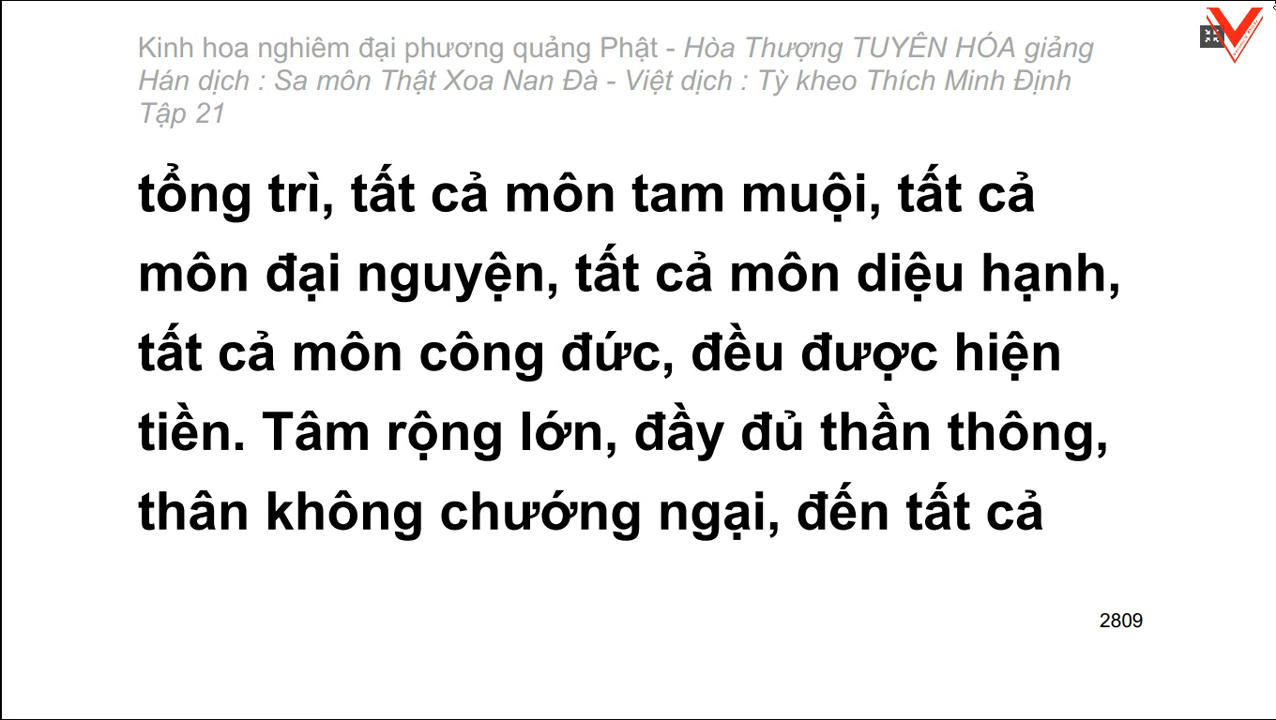 Kinh hoa nghiêm đại phương quảng Phật - Hòa Thượng TUYÊN HÓA giảng
Hán dịch : Sa môn Thật Xoa Nan Đà - Việt dịch : Tỳ kheo Thích Minh Định
Tập 21
tổng trì, tất cả môn tam muội, tất cả
môn đại nguyện, tất cả môn diệu hạnh,
tất cả môn công đức, đều được hiện
tiền. Tâm rộng lớn, đầy đủ thần thông,
thân không chướng ngại, đến tất cả
2809